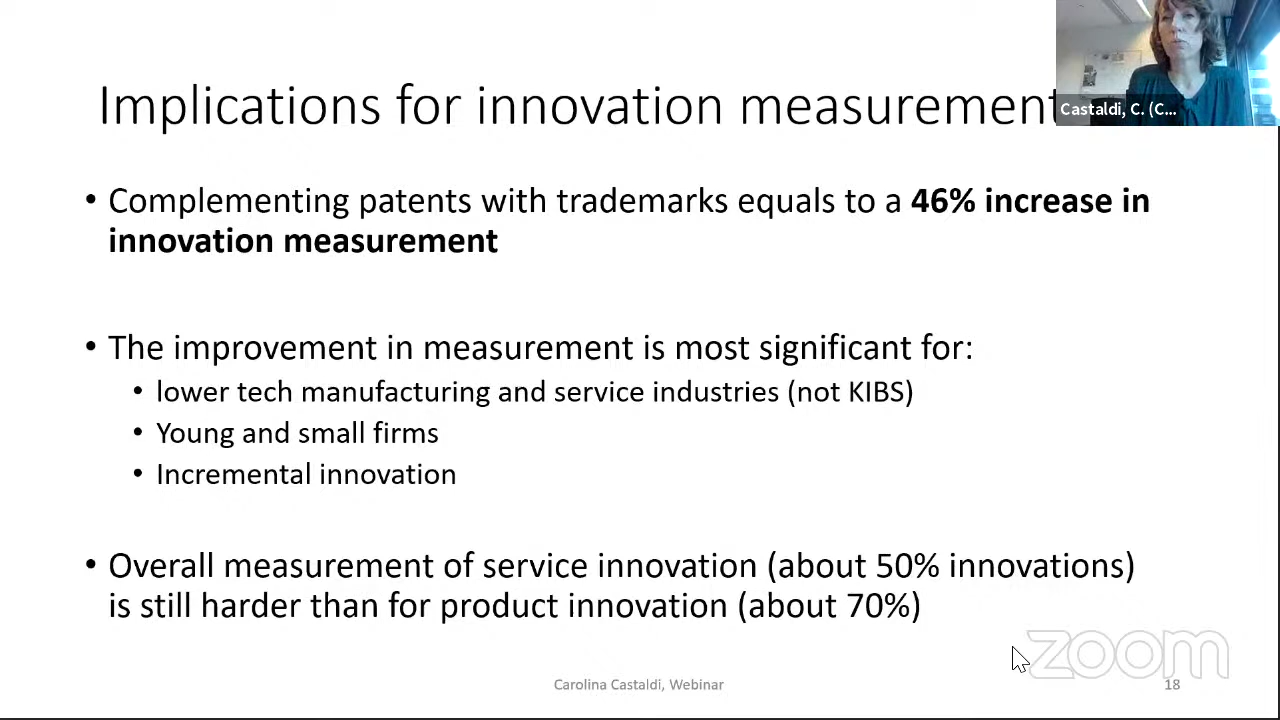 Implications for innovation measurement
Castaldi, C. (C...
• Complementing patents with trademarks equals to a 46% increase in
innovation measurement
• The improvement in measurement is most significant for:
• lower tech manufacturing and service industries (not KIBS)
• Young and small firms
• Incremental innovation
• Overall measurement of service innovation (about 50% innovations)
is still harder than for product innovation (about 70%)
zoom
Carolina Castaldi, Webinar
18